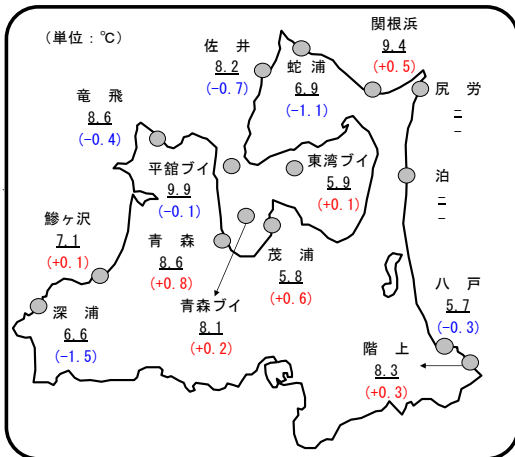 (単位：℃)
関根浜
9.4
(+0.5)
佐 井
8.2
(-0.7)
蛇 浦
6.9
(-1.1)
尻 労
−
−
竜 飛
8.6
(-0.4)
平舘ブイ
9.9
(-0.1)
東湾ブイ
5.9
(+0.1)
泊
−
−
鰺ヶ沢
7.1
(+0.1)
青 森
8.6
(+0.8)
茂 浦
5.8
(+0.6)
八 戸
5.7
(-0.3)
深 浦
6.6
(-1.5)
青森ブイ
8.1
(+0.2)
階 上
8.3
(+0.3)